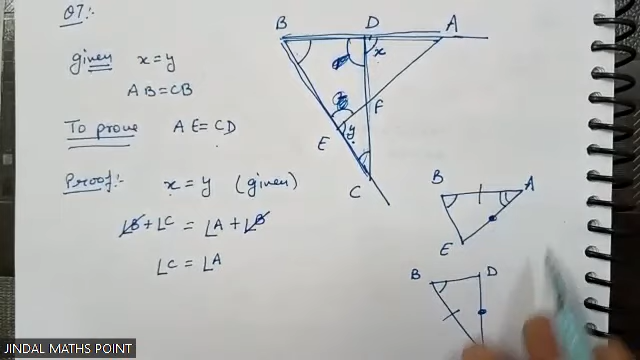 Q7:
given x = y
AB = CB
To prove AE = CD
Proof:- x = y (given)
∠B + ∠C = ∠A + ∠B
∠C = ∠A
B D A
x
F
E y
C
B A
E
B D
JINDAL MATHS POINT